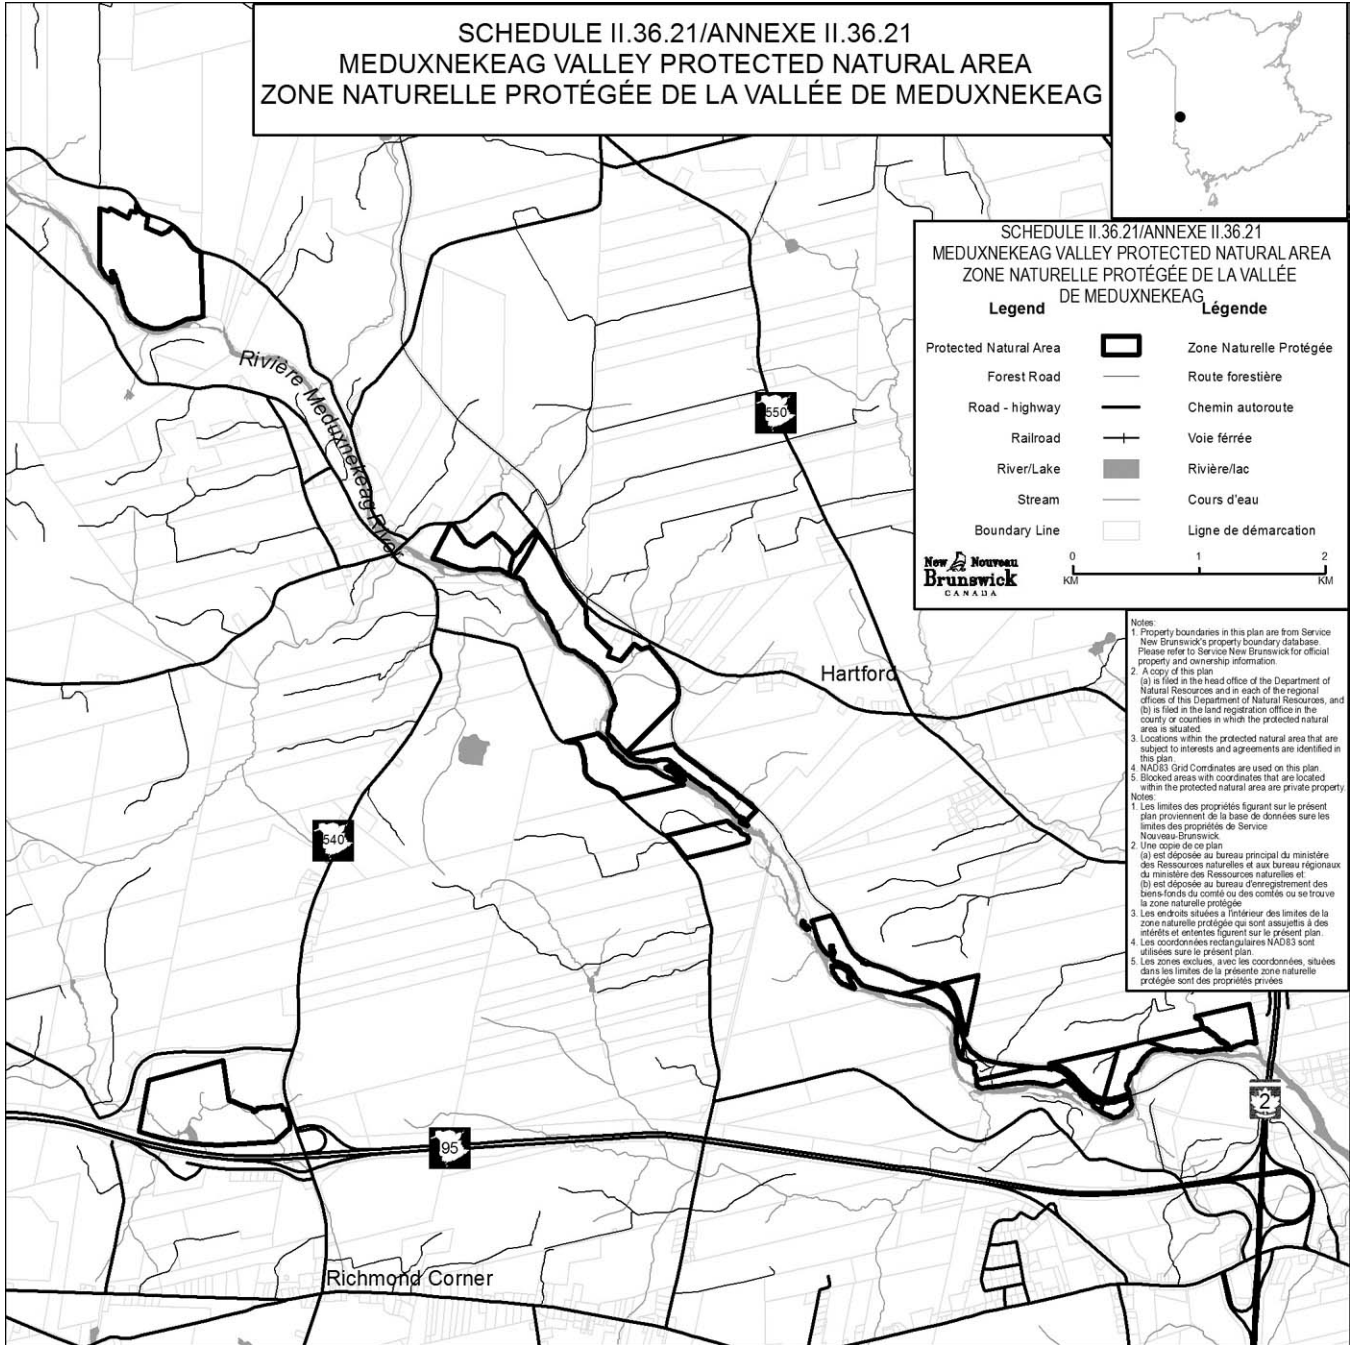 SCHEDULE II.36.21/ANNEXE II.36.21
MEDUXNEKEAG VALLEY PROTECTED NATURAL AREA
ZONE NATURELLE PROTÉGÉE DE LA VALLÉE DE MEDUXNEKEAG
SCHEDULE II.36.21/ANNEXE II.36.21
MEDUXNEKEAG VALLEY PROTECTED NATURAL AREA
ZONE NATURELLE PROTÉGÉE DE LA VALLÉE
DE MEDUXNEKEAG
Legend Légende
Protected Natural Area Zone Naturelle Protégée
Forest Road Route forestière
Road - highway Chemin autoroute
Railroad Voie férrée
River/Lake Rivière/lac
Stream Cours d'eau
Boundary Line Ligne de démarcation
New Nouveau
Brunswick
CANADA
0 1 2
KM KM
Notes:
1. Property boundaries in this plan are from Service
New Brunswick's property boundary database.
Please refer to Service New Brunswick for official
property and ownership information.
2. A copy of this plan
(a) is filed in the head office of the Department of
Natural Resources and in each of the regional
offices of this Department of Natural Resources, and
(b) is filed in the land registration offfice in the
county or counties in which the protected natural
area is situated.
3. Locations within the protected natural area that are
subject to interests and agreements are identified in
this plan.
4. NAD83 Grid Corrdinates are used on this plan.
5. Blocked areas with coordinates that are located
within the protected natural area are private property.
Notes:
1. Les limites des propriétés figurant sur le présent
plan proviennent de la base de données sure les
limites des propriétés de Service
Nouveau-Brunswick.
2. Une copie de ce plan
(a) est déposée au bureau principal du ministère
des Ressources naturelles et aux bureau régionaux
du ministère des Ressources naturelles et:
(b) est déposée au bureau d'enregistrement des
biens-fonds du comté ou des comtés ou se trouve
la zone naturelle protégée
3. Les endroits situées a l'intérieur des limites de la
zone naturelle protégée qui sont assujettis à des
intérêts et ententes figurent sur le présent plan.
4. Les coordonnées rectangulaires NAD83 sont
utilisées sure le présent plan.
5. Les zones exclues, avec les coordonnées, situées
dans les limites de la présente zone naturelle
protégée sont des propriétés privées
Rivière Meduxnekeag River
550
Hartford
540
95
2
Richmond Corner